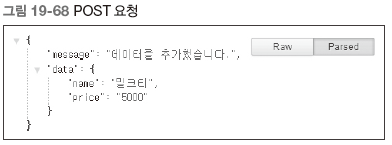 그림 19-68 POST 요청
{
"message": "데이터를 추가했습니다.",
"data": {
"name": "밀크티",
"price": "5000"
}
}
Raw Parsed